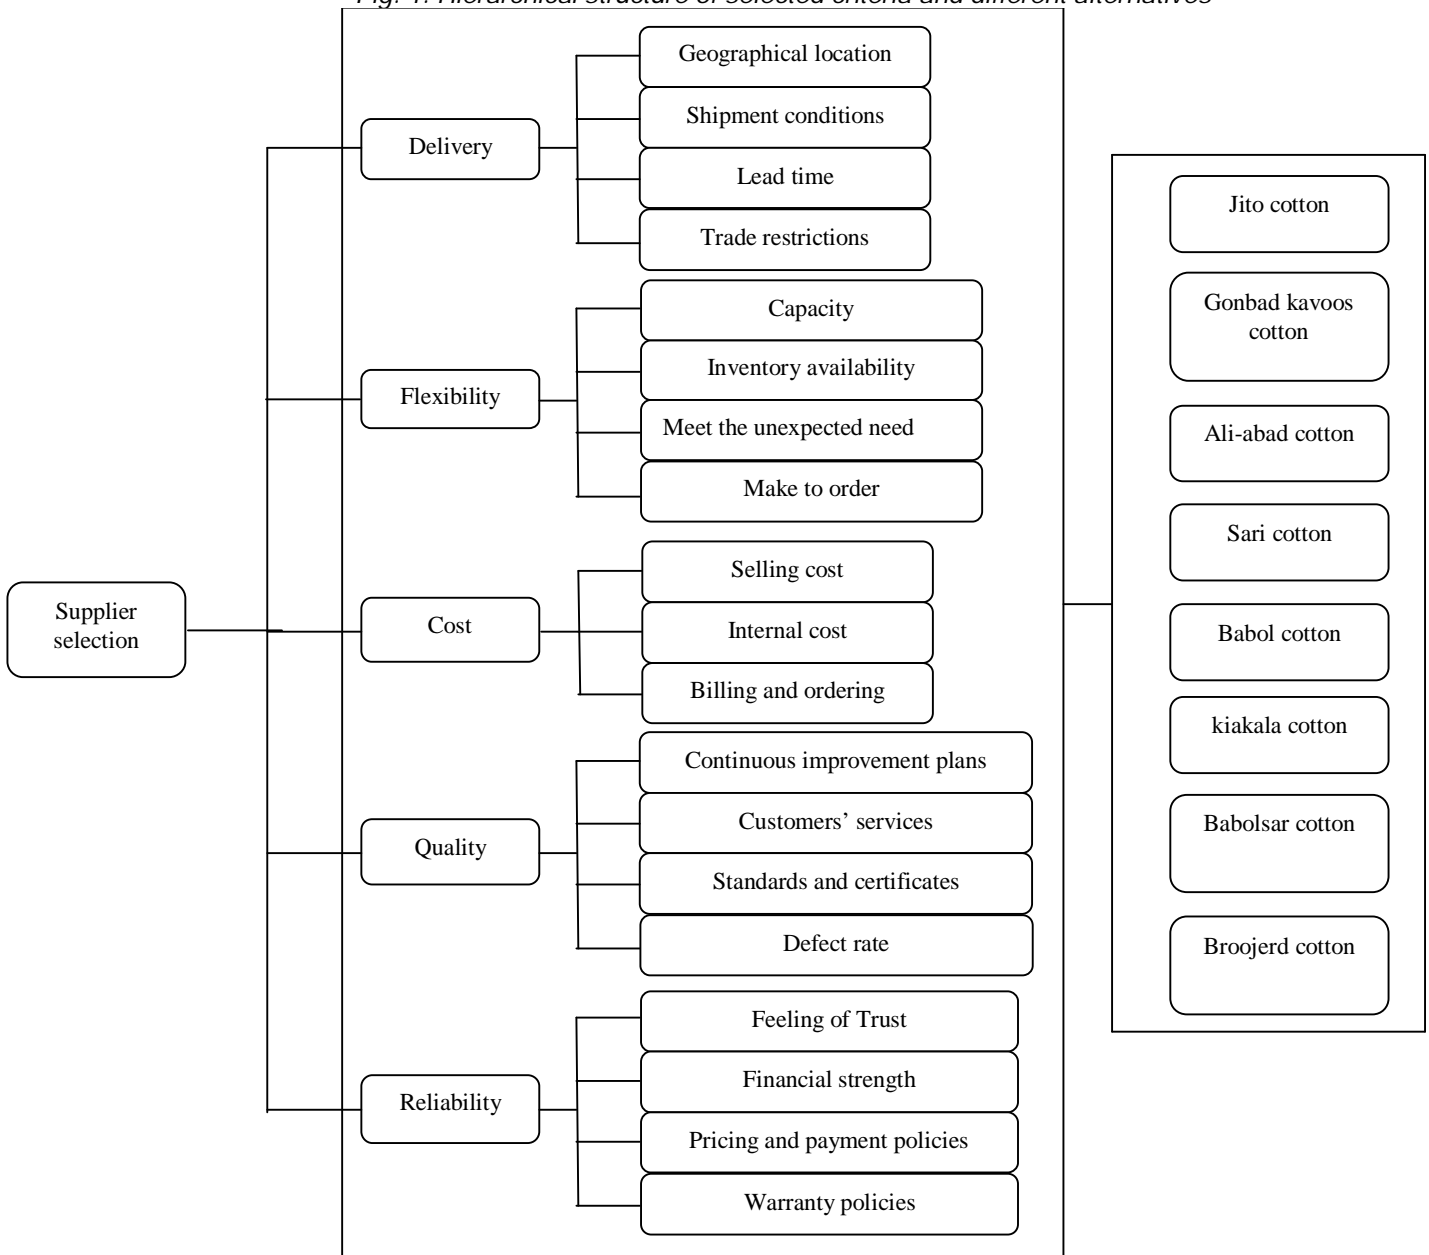 Fig. 1. Hierarchical structure of selected criteria and different alternatives
Geographical location
Shipment conditions
Delivery
Lead time
Trade restrictions
Capacity
Inventory availability
Flexibility
Meet the unexpected need
Make to order
Selling cost
Supplier
selection
Cost
Internal cost
Billing and ordering
Continuous improvement plans
Customers’ services
Quality
Standards and certificates
Defect rate
Feeling of Trust
Financial strength
Reliability
Pricing and payment policies
Warranty policies
Jito cotton
Gonbad kavoos
cotton
Ali-abad cotton
Sari cotton
Babol cotton
kiakala cotton
Babolsar cotton
Broojerd cotton